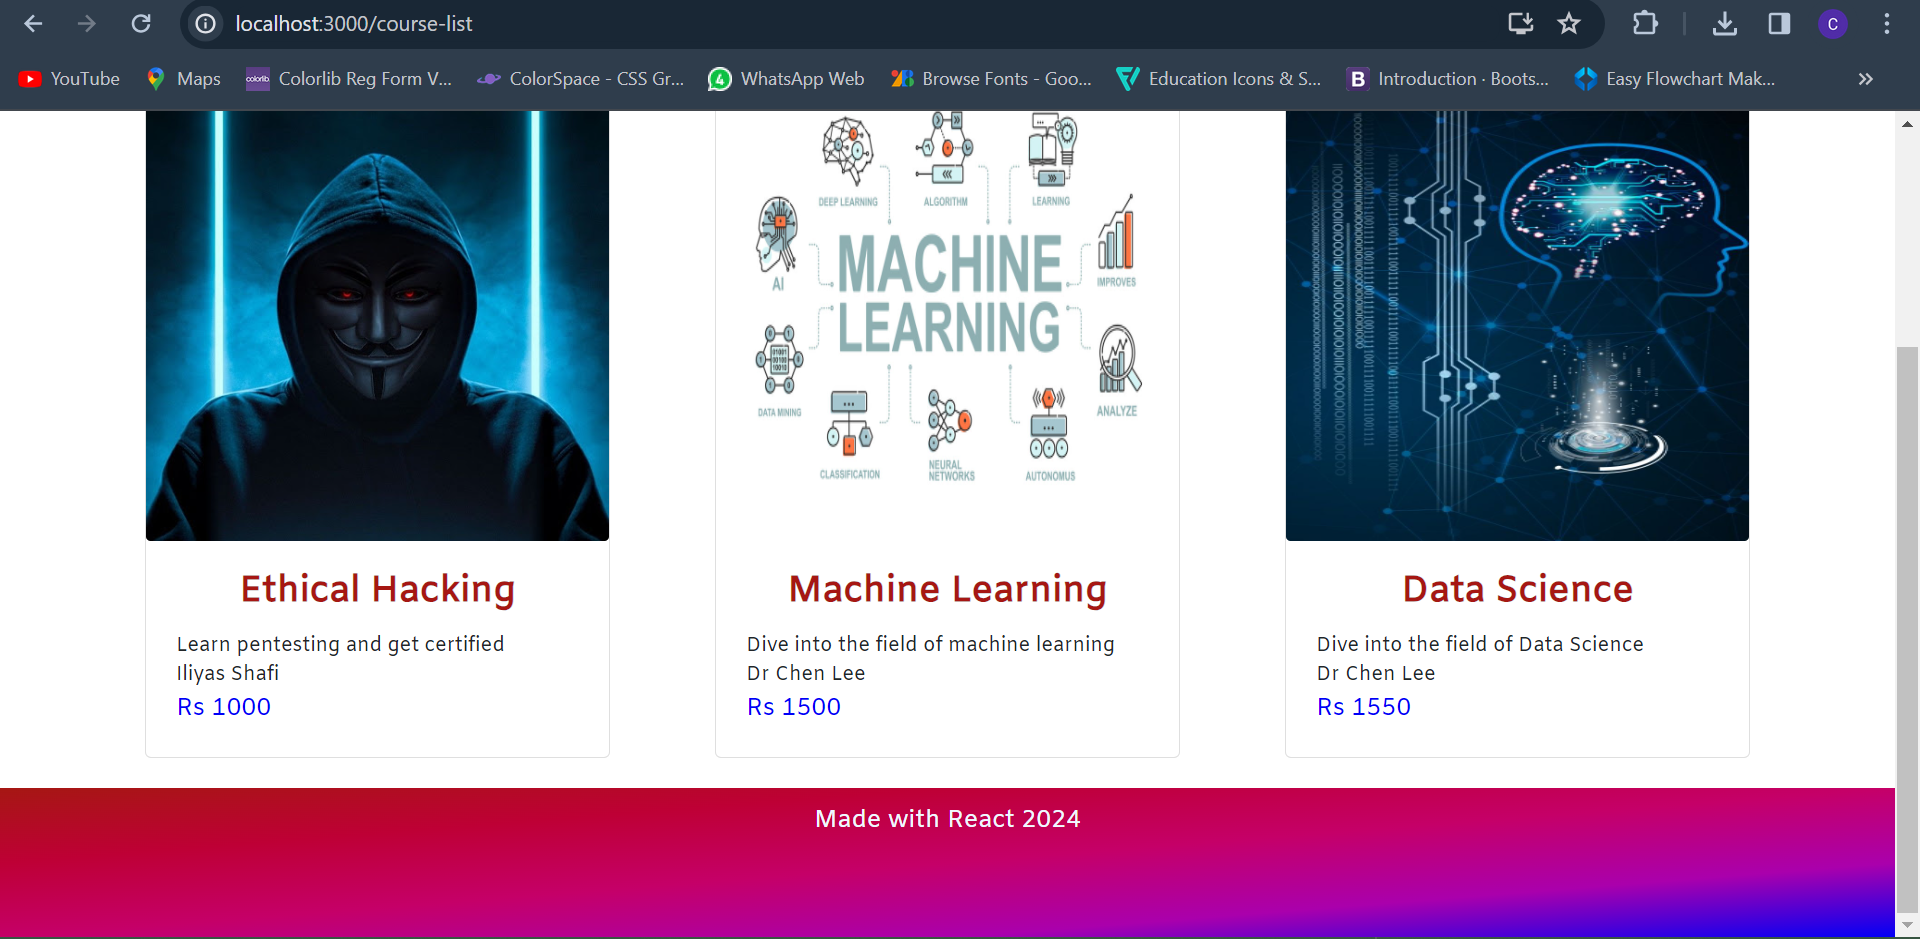 localhost:3000/course-list
C
YouTube
Maps
colorlib
Colorlib Reg Form V...
ColorSpace - CSS Gr...
4
WhatsApp Web
Browse Fonts - Goo...
Education Icons & S...
B
Introduction · Boots...
Easy Flowchart Mak...
DEEP LEARNING
ALGORITHM
LEARNING
AI
MACHINE
LEARNING
IMPROVES
DATA MINING
CLASSIFICATION
NEURAL
NETWORKS
AUTONOMUS
ANALYZE
Ethical Hacking
Learn pentesting and get certified
Iliyas Shafi
Rs 1000
Machine Learning
Dive into the field of machine learning
Dr Chen Lee
Rs 1500
Data Science
Dive into the field of Data Science
Dr Chen Lee
Rs 1550
Made with React 2024